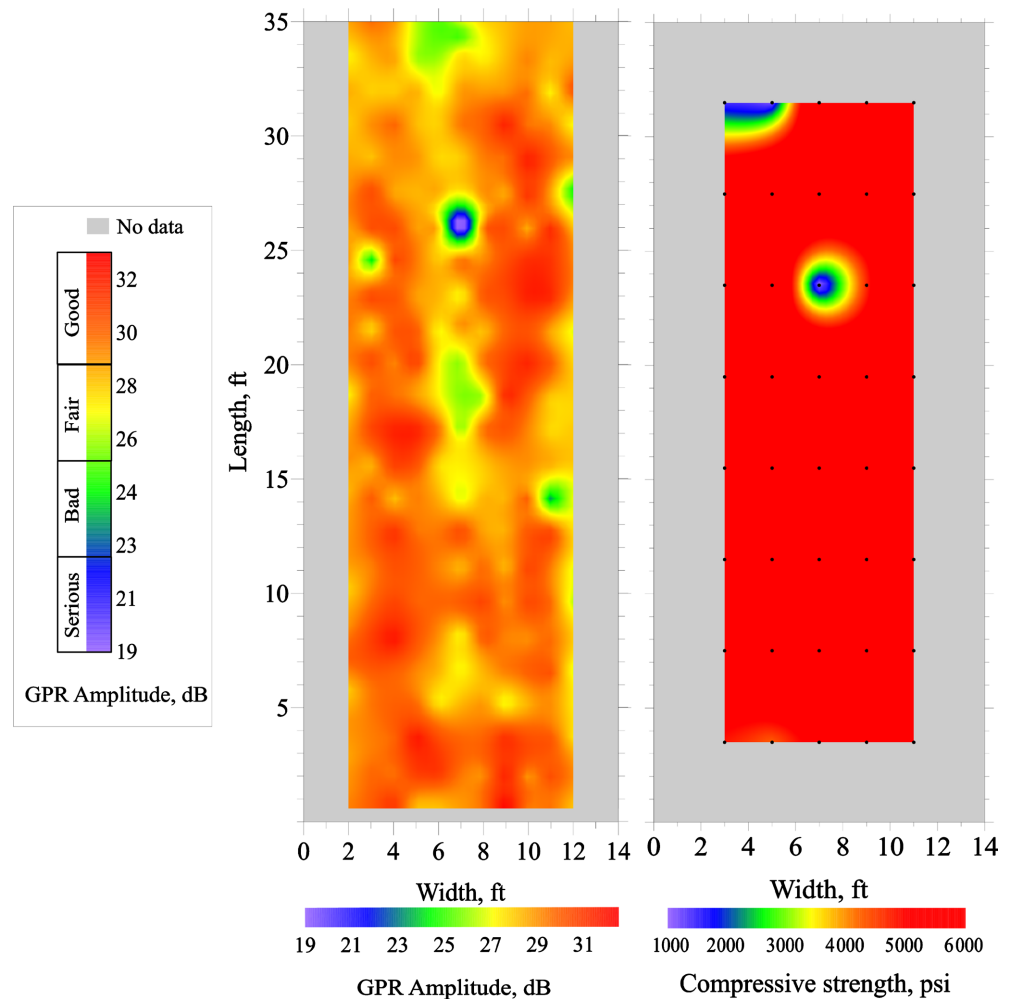 No data
Good
Fair
Bad
Serious
32
30
28
26
24
23
21
19
GPR Amplitude, dB
35
30
25
20
15
10
5
Length, ft
0 2 4 6 8 10 12 14
Width, ft
19 21 23 25 27 29 31
GPR Amplitude, dB
0 2 4 6 8 10 12 14
Width, ft
1000 2000 3000 4000 5000 6000
Compressive strength, psi